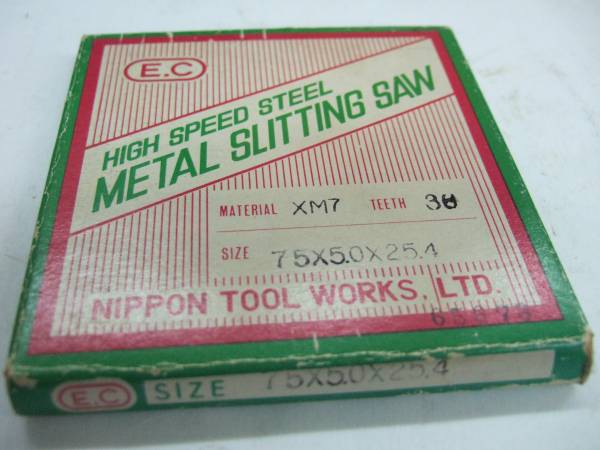 E.C
HIGH SPEED STEEL
METAL SLITTING SAW
MATERIAL XM7 TEETH
SIZE 75X5.0X25.4
NIPPON TOOL WORKS, LTD.
E.C SIZE 75X5.0X25.4